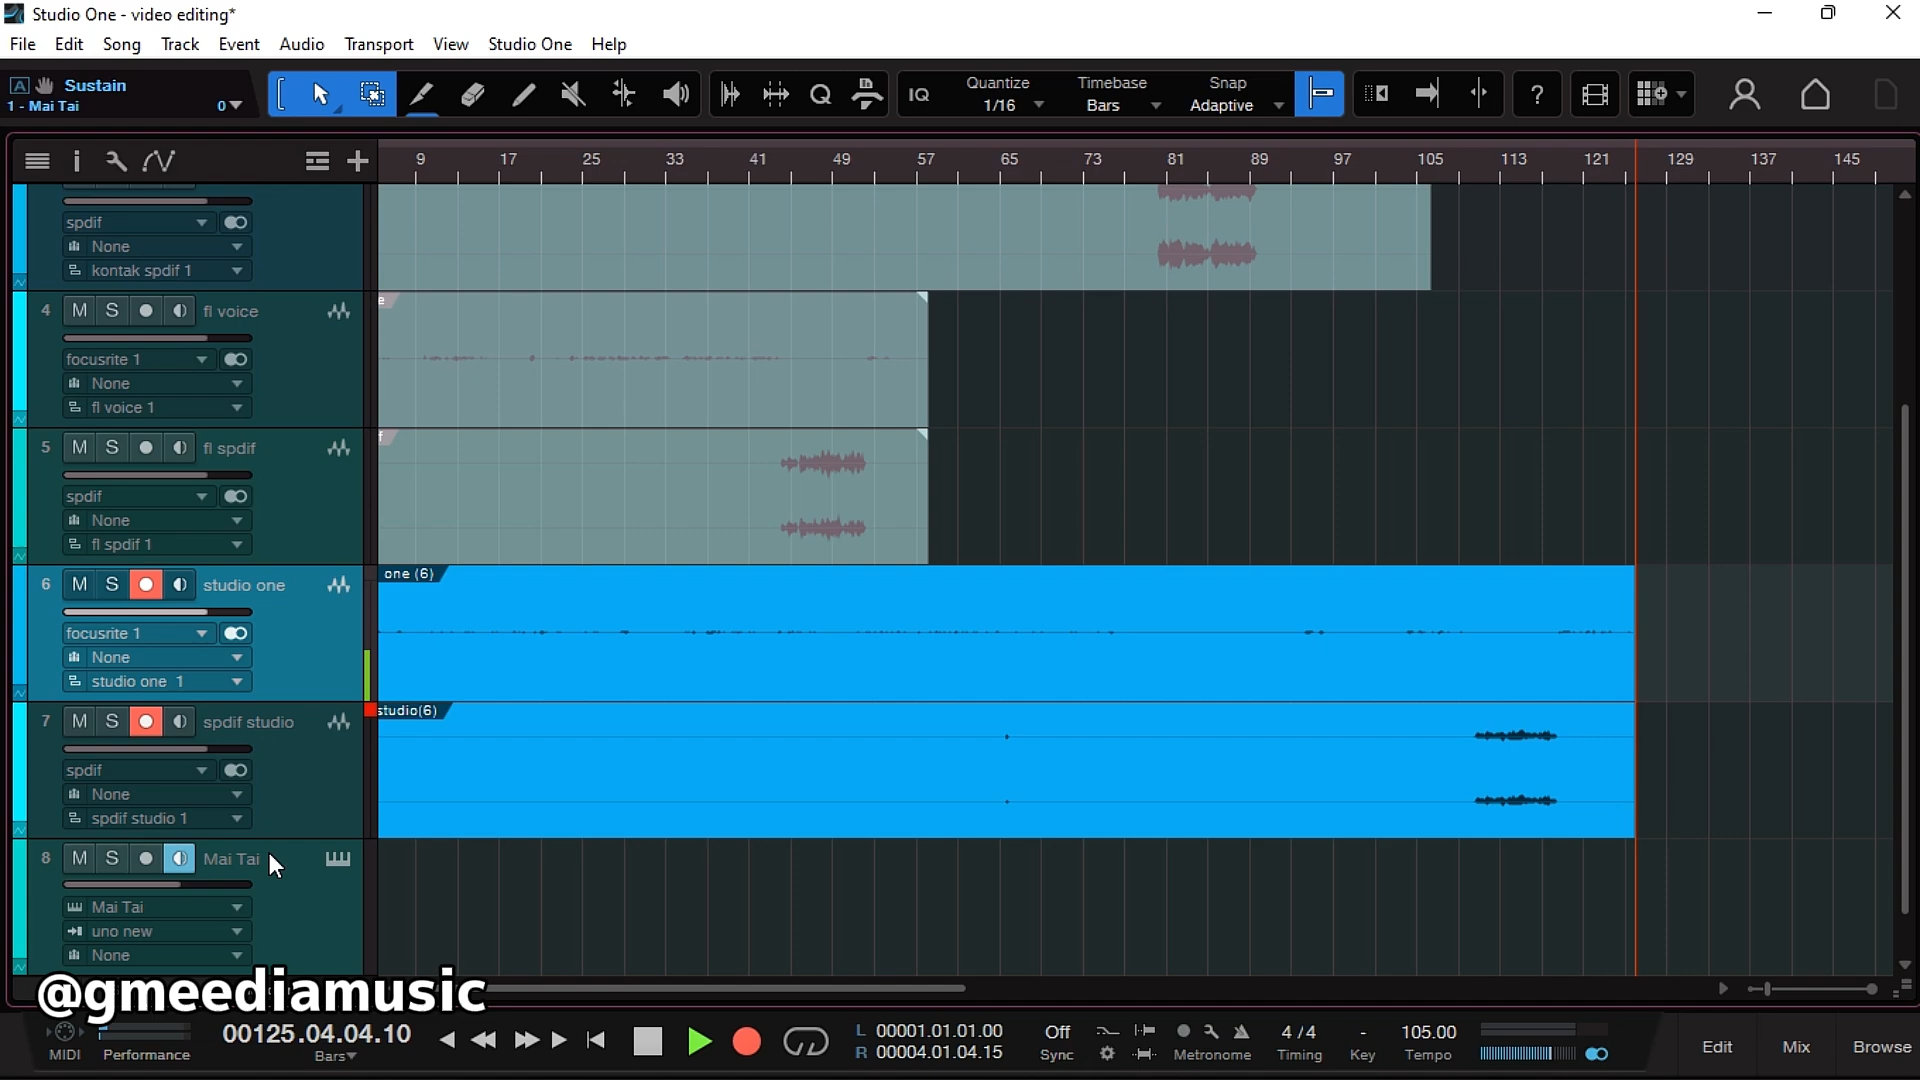 Studio One - video editing*
File Edit Song Track Event Audio Transport View Studio One Help
A Sustain
1 - Mai Tai 0
IQ Quantize 1/16 Timebase Bars Snap Adaptive ?
9 17 25 33 41 49 57 65 73 81 89 97 105 113 121 129 137 145
spdif
None
kontak spdif 1
4 M S fl voice
focusrite 1
None
fl voice 1
e
5 M S fl spdif
spdif
None
fl spdif 1
f
6 M S studio one
focusrite 1
None
studio one 1
one (6)
7 M S spdif studio
spdif
None
spdif studio 1
studio(6)
8 M S Mai Tai
Mai Tai
uno new
None
@gmeediamusic
MIDI Performance
00125.04.04.10
Bars
L 00001.01.01.00
R 00004.01.04.15
Off
Sync
Metronome
4 / 4
Timing
-
Key
105.00
Tempo
Edit Mix Browse